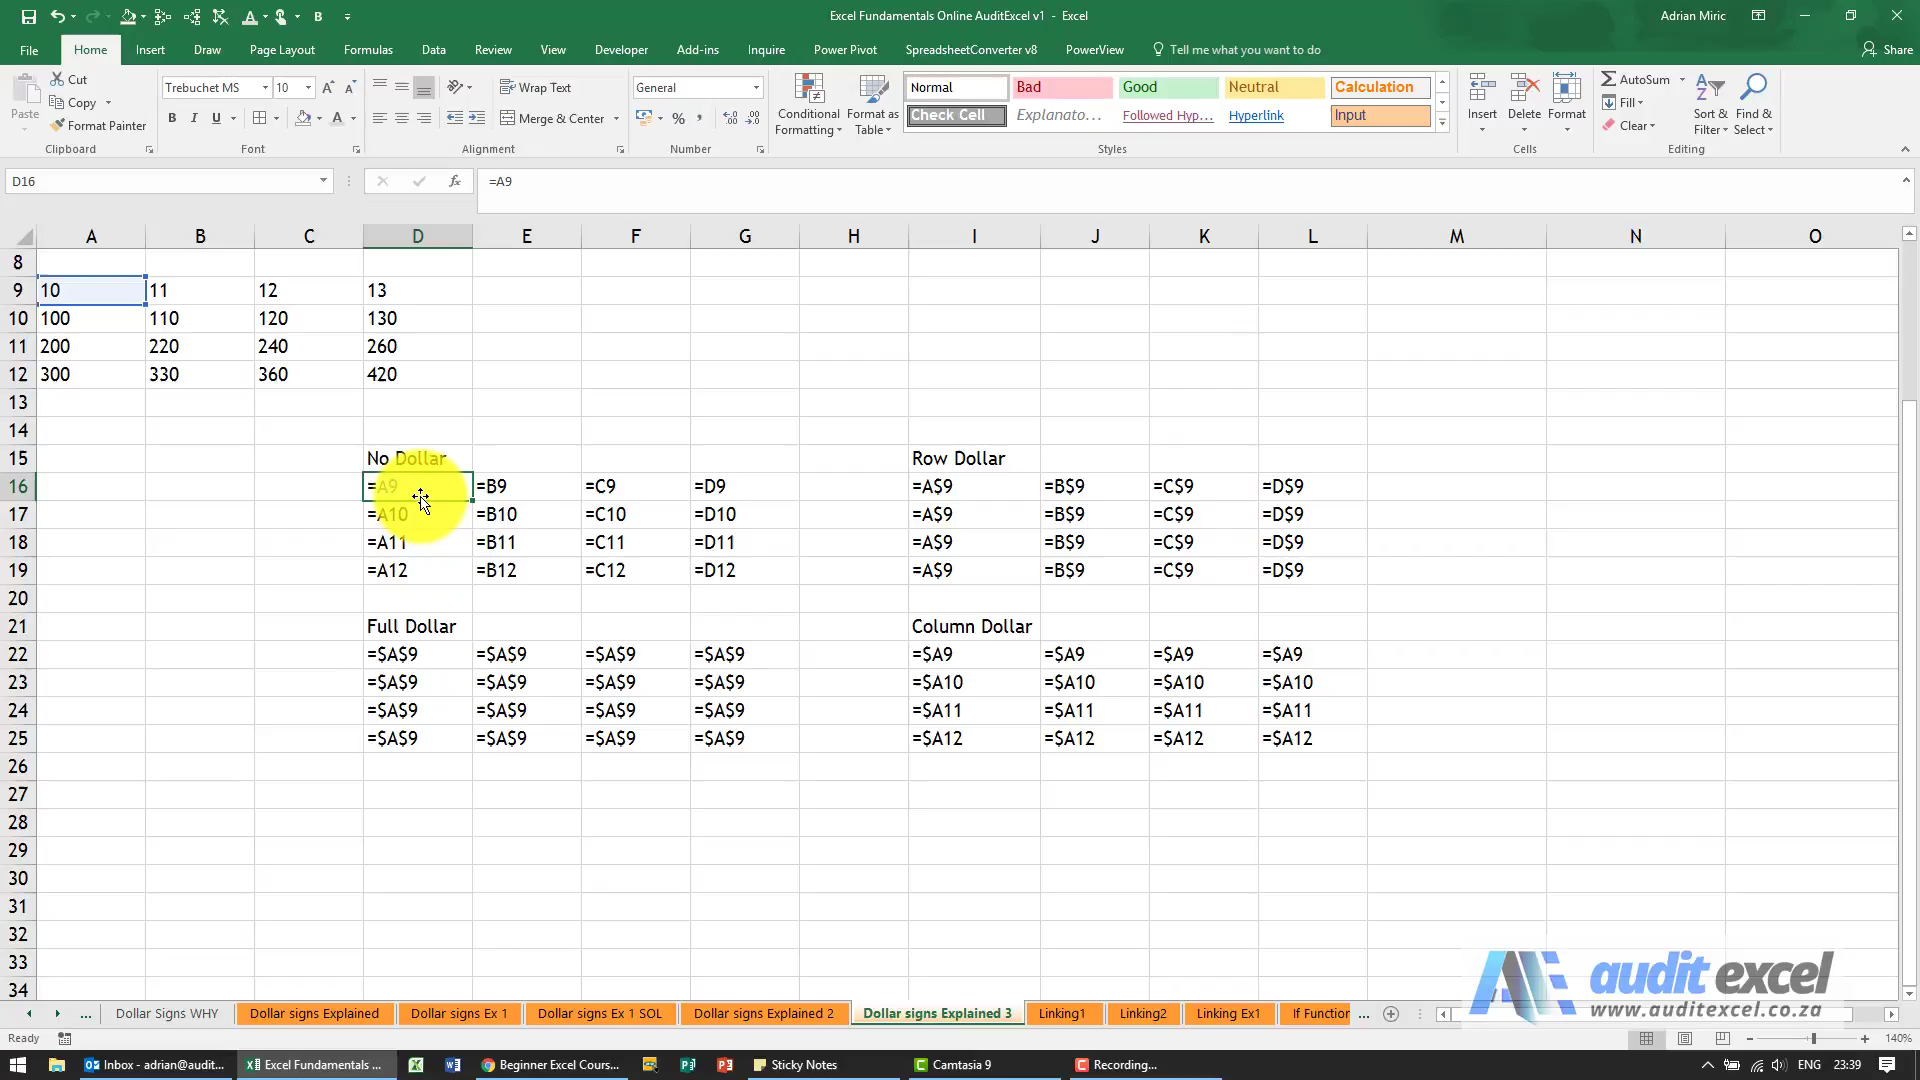 Excel Fundamentals Online AuditExcel v1 - Excel
Adrian Miric
File Home Insert Draw Page Layout Formulas Data Review View Developer Add-ins Inquire Power Pivot SpreadsheetConverter v8 PowerView Tell me what you want to do Share
Paste
Cut
Copy
Format Painter
Clipboard
Trebuchet MS 10
B I U
Font
Wrap Text
Merge & Center
Alignment
General
Number
Conditional Formatting
Format as Table
Normal Bad Good Neutral Calculation
Check Cell Explanato... Followed Hyp... Hyperlink Input
Styles
Insert Delete Format
Cells
AutoSum
Fill
Clear
Sort & Filter
Find & Select
Editing
D16 fx =A9
A B C D E F G H I J K L M N O
8
9 10 11 12 13
10 100 110 120 130
11 200 220 240 260
12 300 330 360 420
13
14
15 No Dollar Row Dollar
16 =A9 =B9 =C9 =D9 =A$9 =B$9 =C$9 =D$9
17 =A10 =B10 =C10 =D10 =A$9 =B$9 =C$9 =D$9
18 =A11 =B11 =C11 =D11 =A$9 =B$9 =C$9 =D$9
19 =A12 =B12 =C12 =D12 =A$9 =B$9 =C$9 =D$9
20
21 Full Dollar Column Dollar
22 =$A$9 =$A$9 =$A$9 =$A$9 =$A9 =$A9 =$A9 =$A9
23 =$A$9 =$A$9 =$A$9 =$A$9 =$A10 =$A10 =$A10 =$A10
24 =$A$9 =$A$9 =$A$9 =$A$9 =$A11 =$A11 =$A11 =$A11
25 =$A$9 =$A$9 =$A$9 =$A$9 =$A12 =$A12 =$A12 =$A12
26
27
28
29
30
31
32
33
34
audit excel
www.auditexcel.co.za
... Dollar Signs WHY Dollar signs Explained Dollar signs Ex 1 Dollar signs Ex 1 SOL Dollar signs Explained 2 Dollar signs Explained 3 Linking1 Linking2 Linking Ex1 If Function ...
Ready 140%
Inbox - adrian@audit... Excel Fundamentals ... Beginner Excel Cours... Sticky Notes Camtasia 9 Recording... ENG 23:39